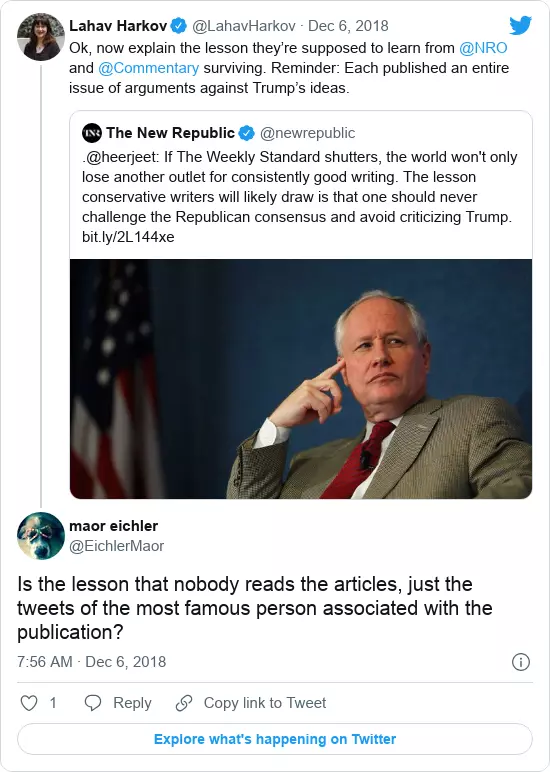 Lahav Harkov @LahavHarkov · Dec 6, 2018
Ok, now explain the lesson they’re supposed to learn from @NRO
and @Commentary surviving. Reminder: Each published an entire
issue of arguments against Trump’s ideas.
TNR The New Republic @newrepublic
.@heerjeet: If The Weekly Standard shutters, the world won't only
lose another outlet for consistently good writing. The lesson
conservative writers will likely draw is that one should never
challenge the Republican consensus and avoid criticizing Trump.
bit.ly/2L144xe
maor eichler
@EichlerMaor
Is the lesson that nobody reads the articles, just the
tweets of the most famous person associated with the
publication?
7:56 AM · Dec 6, 2018
1 Reply Copy link to Tweet
Explore what's happening on Twitter